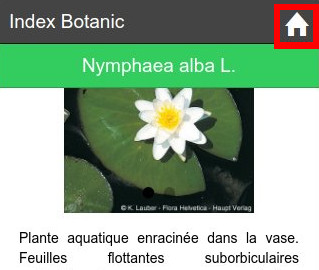 Index Botanic
Nymphaea alba L.
© K. Lauber - Flora Helvetica - Haupt Verlag
Plante aquatique enracinée dans la vase.
Feuilles flottantes suborbiculaires